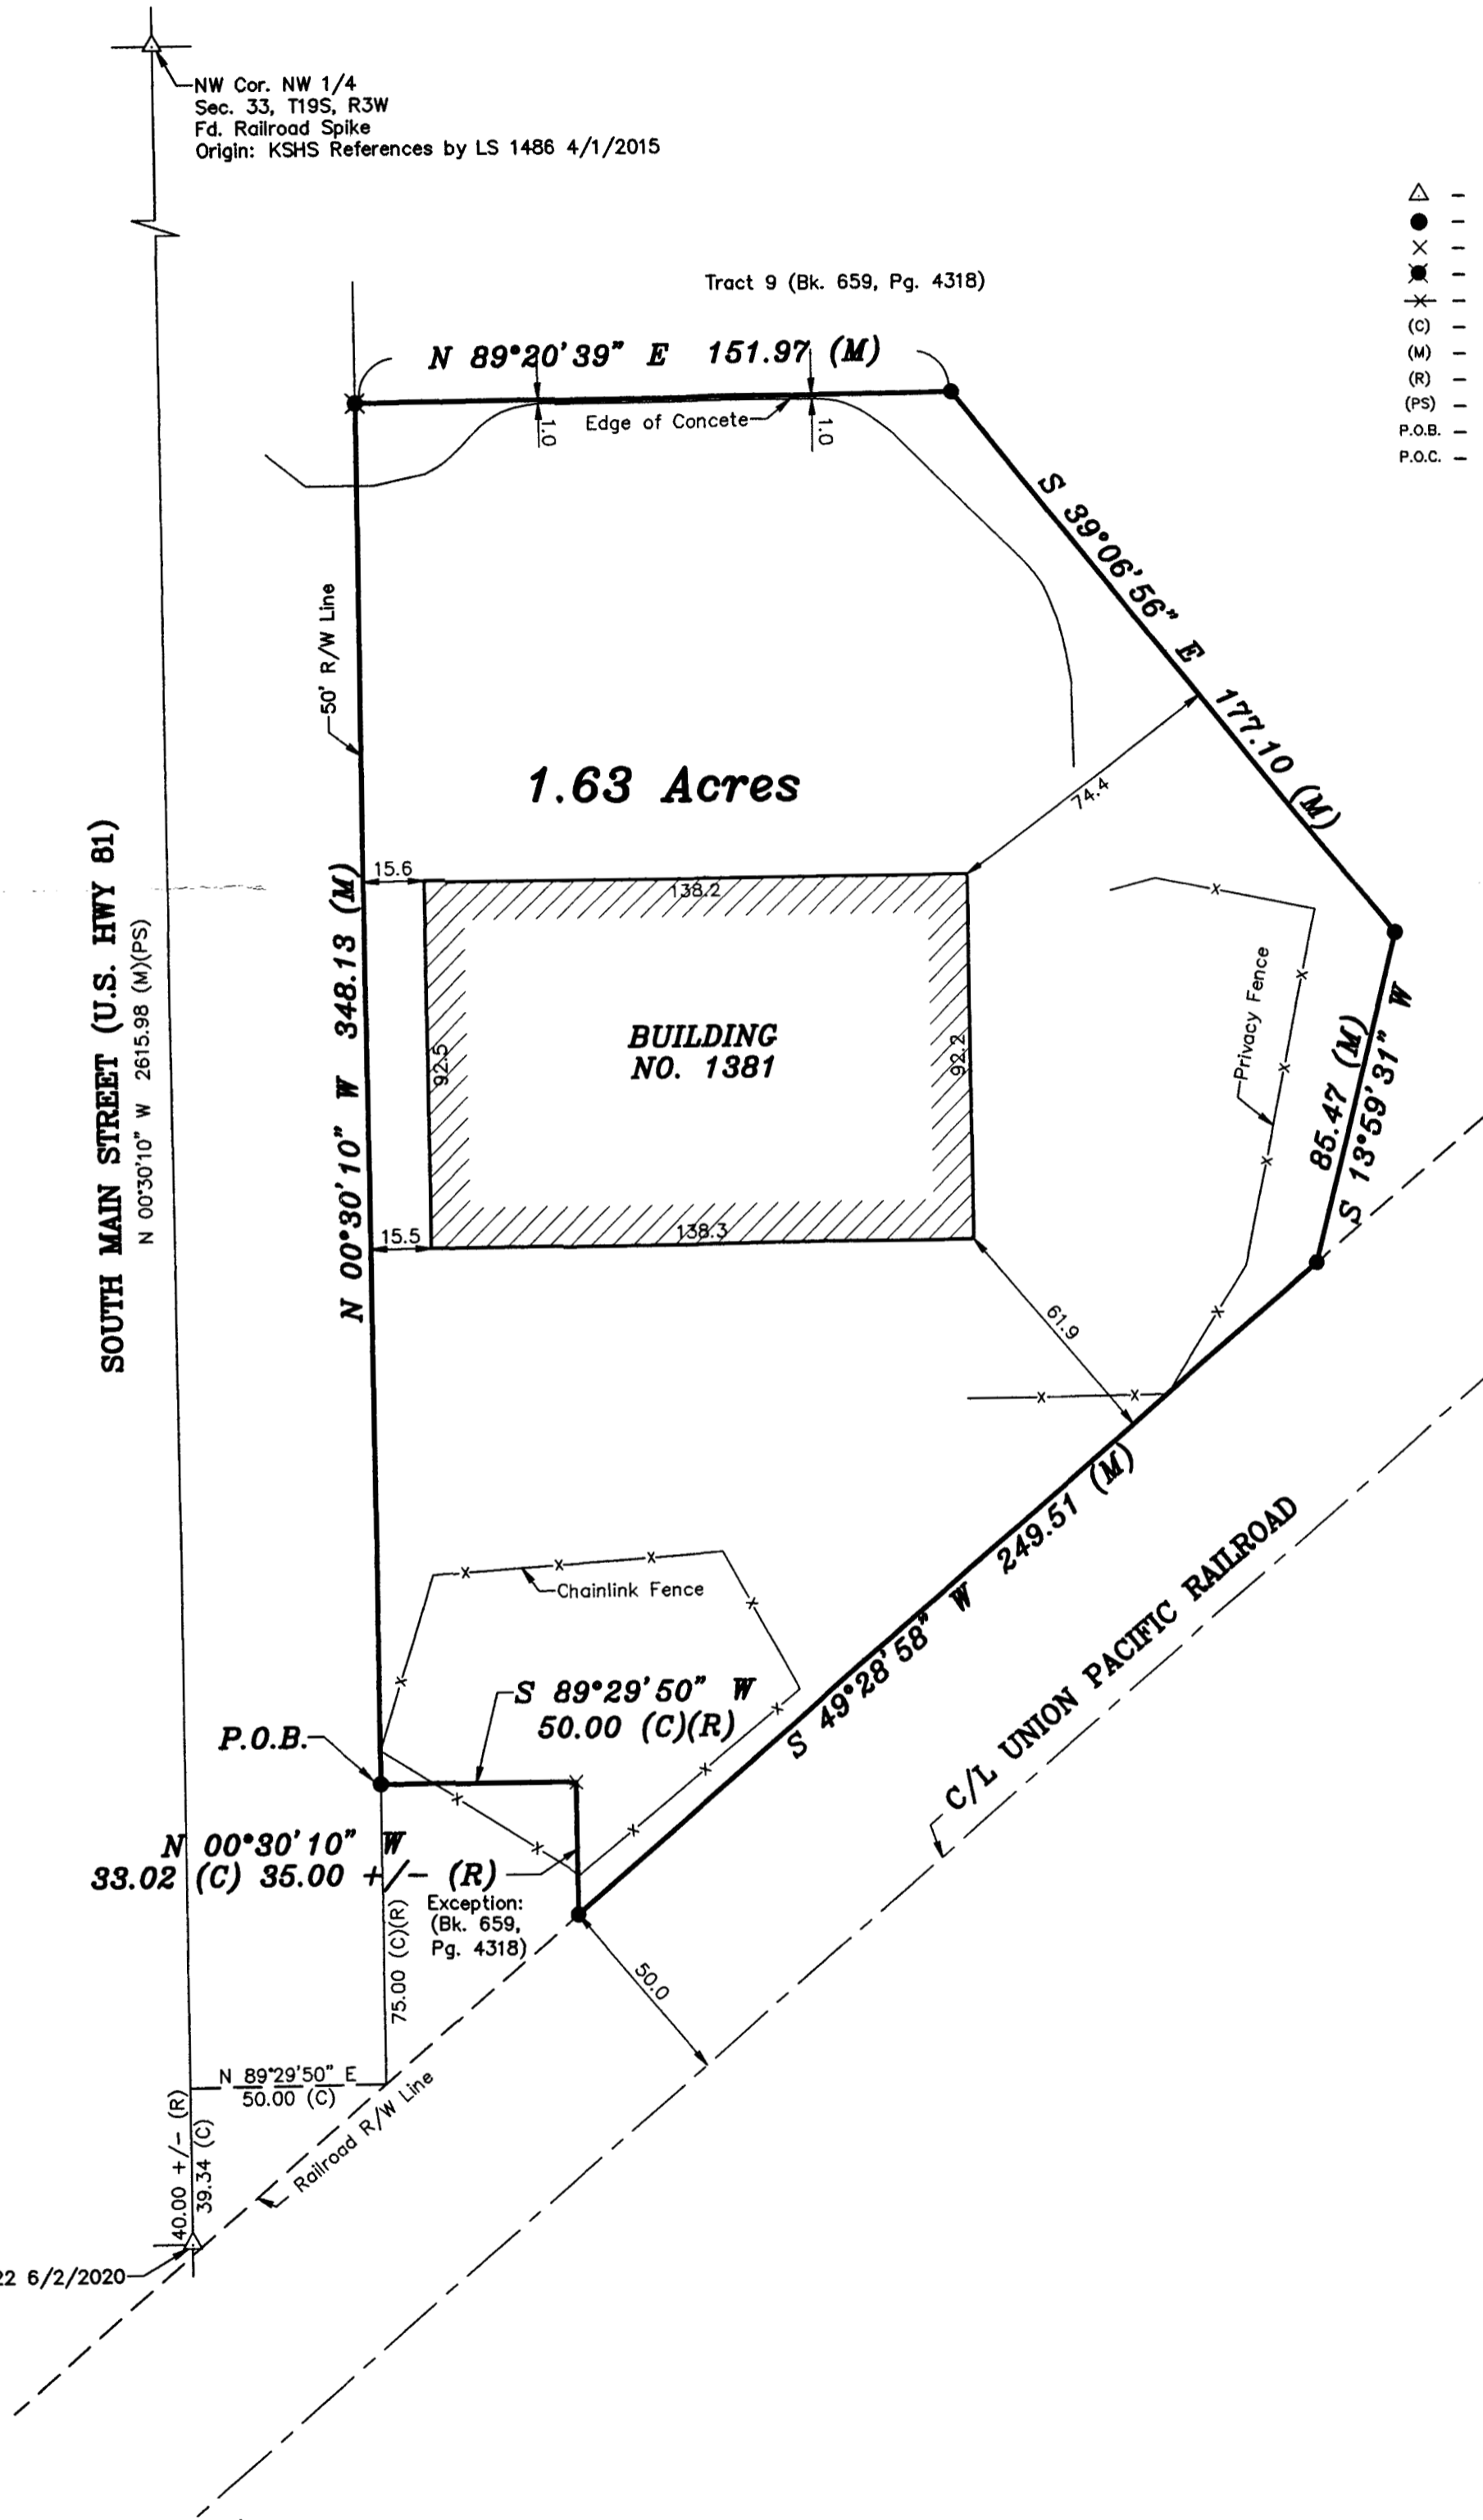 NW Cor. NW 1/4
Sec. 33, T19S, R3W
Fd. Railroad Spike
Origin: KSHS References by LS 1486 4/1/2015
–
–
–
–
–
(C) –
(M) –
(R) –
(PS) –
P.O.B. –
P.O.C. –
Tract 9 (Bk. 659, Pg. 4318)
N 89°20'39" E 151.97 (M)
1.0
Edge of Concete
1.0
S 39°06'56" E 177.10 (M)
50' R/W Line
1.63 Acres
74.4
SOUTH MAIN STREET (U.S. HWY 81)
N 00°30'10" W 2615.98 (M)(PS)
N 00°30'10" W 348.13 (M)
15.6
138.2
92.5
BUILDING
NO. 1381
92.2
Privacy Fence
85.47 (M)
S 13°59'31" W
15.5
138.3
61.9
S 49°28'58" W 249.51 (M)
C/L UNION PACIFIC RAILROAD
Chainlink Fence
S 89°29'50" W
50.00 (C)(R)
P.O.B.
N 00°30'10" W
33.02 (C) 35.00 +/- (R)
Exception:
(Bk. 659,
Pg. 4318)
75.00 (C)(R)
50.0
N 89°29'50" E
50.00 (C)
Railroad R/W Line
40.00 +/- (R)
39.34 (C)
22 6/2/2020